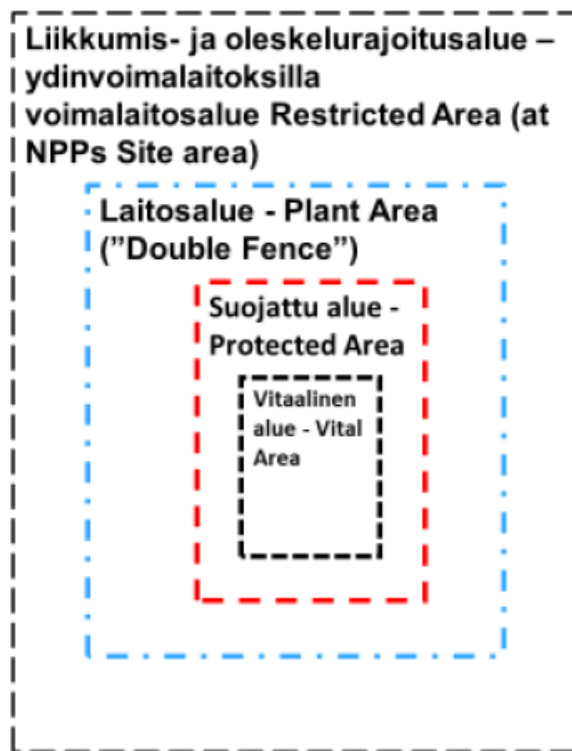 Liikkumis- ja oleskelurajoitusalue –
ydinvoimalaitoksilla
voimalaitosalue Restricted Area (at
NPPs Site area)
Laitosalue - Plant Area
(”Double Fence”)
Suojattu alue -
Protected Area
Vitaalinen
alue - Vital
Area